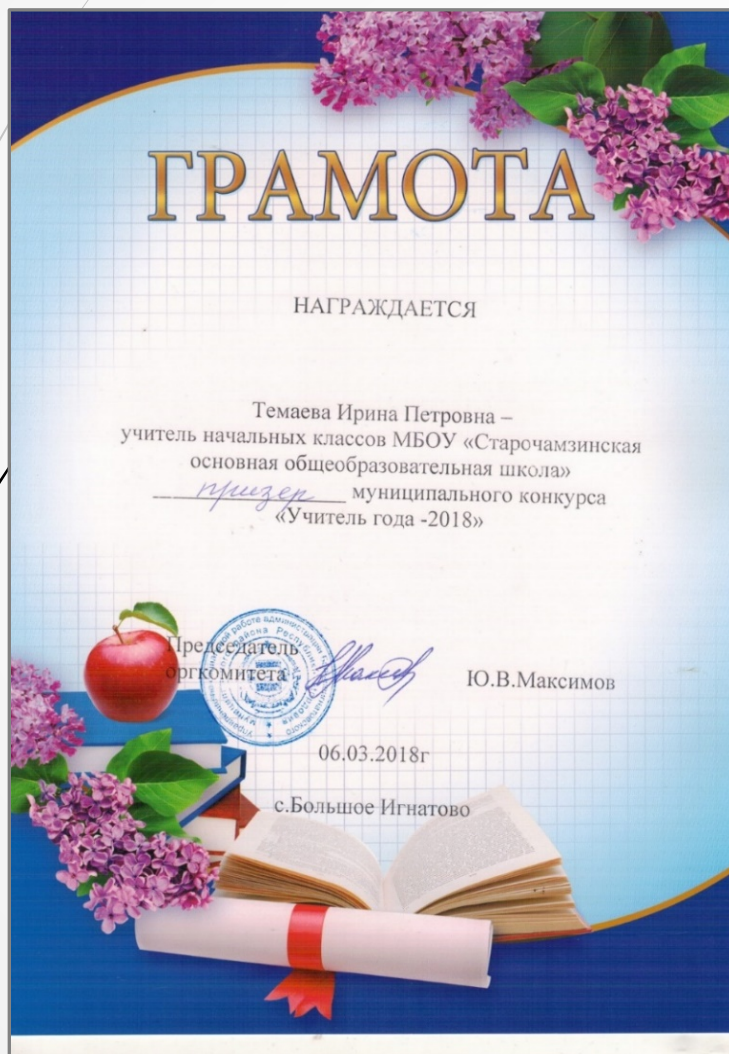 ГРАМОТА
НАГРАЖДАЕТСЯ
Темаева Ирина Петровна –
учитель начальных классов МБОУ «Старочамзинская
основная общеобразовательная школа»
призер муниципального конкурса
«Учитель года -2018»
Председатель
оргкомитета
Ю.В.Максимов
06.03.2018г
с.Большое Игнатово